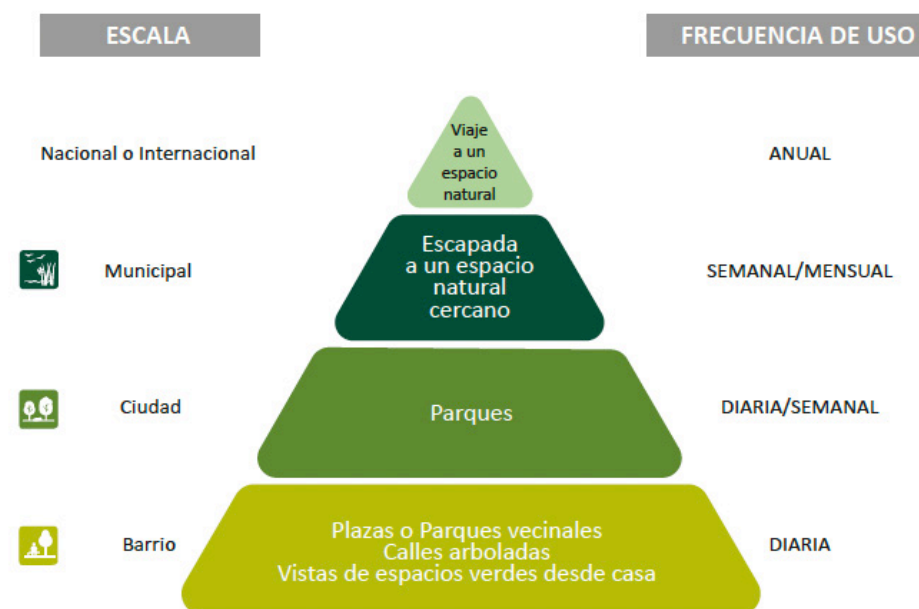 ESCALA
FRECUENCIA DE USO
Nacional o Internacional
Viaje
a un
espacio
natural
ANUAL
Municipal
Escapada
a un espacio
natural
cercano
SEMANAL/MENSUAL
Ciudad
Parques
DIARIA/SEMANAL
Barrio
Plazas o Parques vecinales
Calles arboladas
Vistas de espacios verdes desde casa
DIARIA